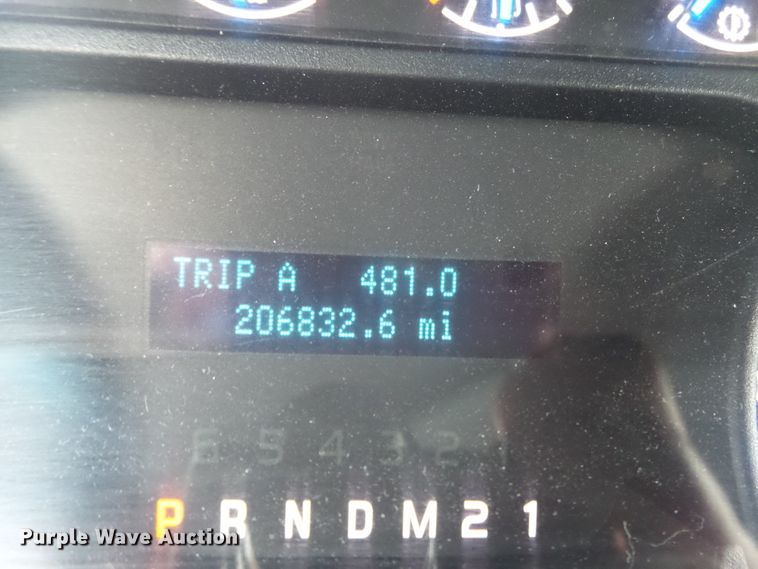 TRIP A 481.0
206832.6 mi
6 5 4 3 2 1
P R N D M 2 1
Purple Wave Auction